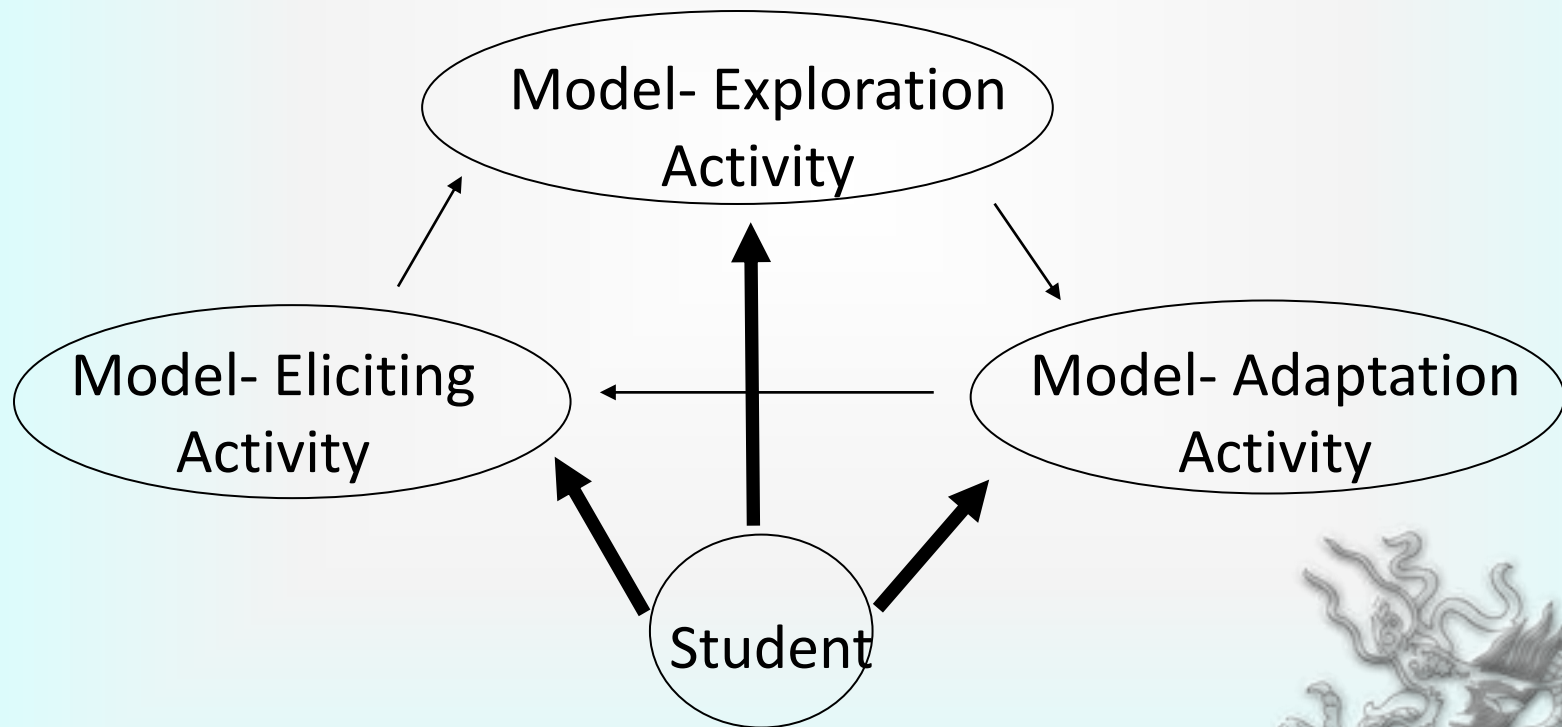 Model- Exploration
Activity
Model- Eliciting
Activity
Model- Adaptation
Activity
Student